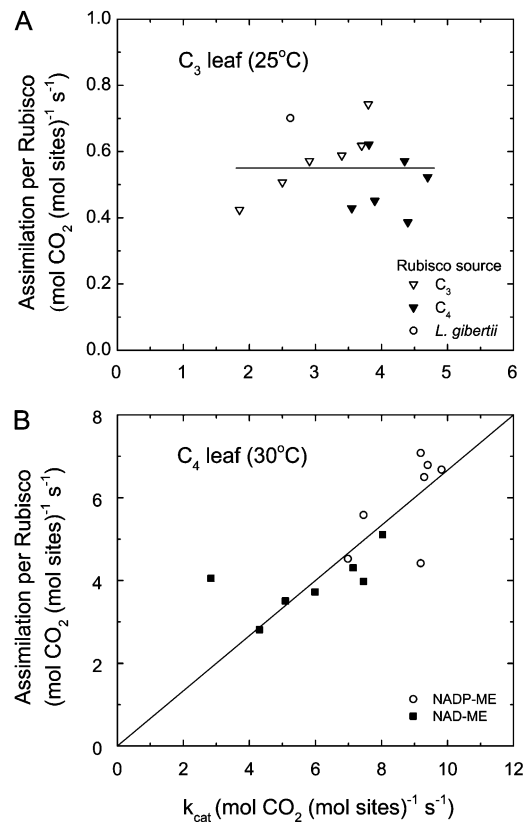 A
C₃ leaf (25°C)
Assimilation per Rubisco
(mol CO₂ (mol sites)⁻¹ s⁻¹)
1.0
0.8
0.6
0.4
0.2
0.0
Rubisco source
C₃
C₄
L. gibertii
0 1 2 3 4 5 6
B
C₄ leaf (30°C)
Assimilation per Rubisco
(mol CO₂ (mol sites)⁻¹ s⁻¹)
8
6
4
2
0
NADP-ME
NAD-ME
0 2 4 6 8 10 12
k_cat (mol CO₂ (mol sites)⁻¹ s⁻¹)